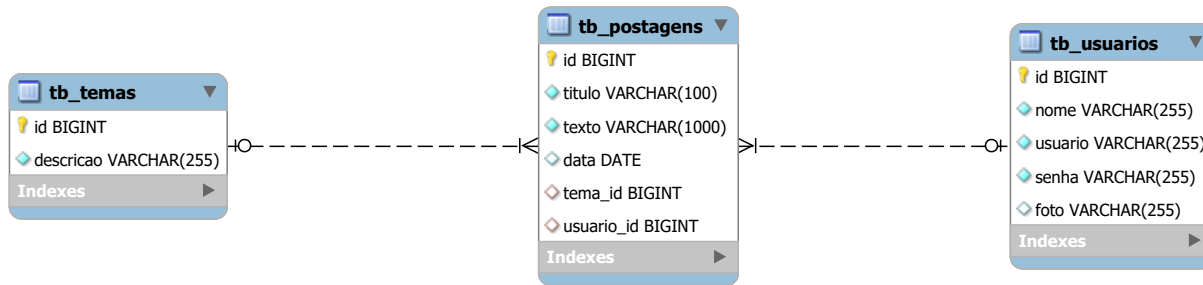 tb_temas
id BIGINT
descricao VARCHAR(255)
Indexes
tb_postagens
id BIGINT
titulo VARCHAR(100)
texto VARCHAR(1000)
data DATE
tema_id BIGINT
usuario_id BIGINT
Indexes
tb_usuarios
id BIGINT
nome VARCHAR(255)
usuario VARCHAR(255)
senha VARCHAR(255)
foto VARCHAR(255)
Indexes